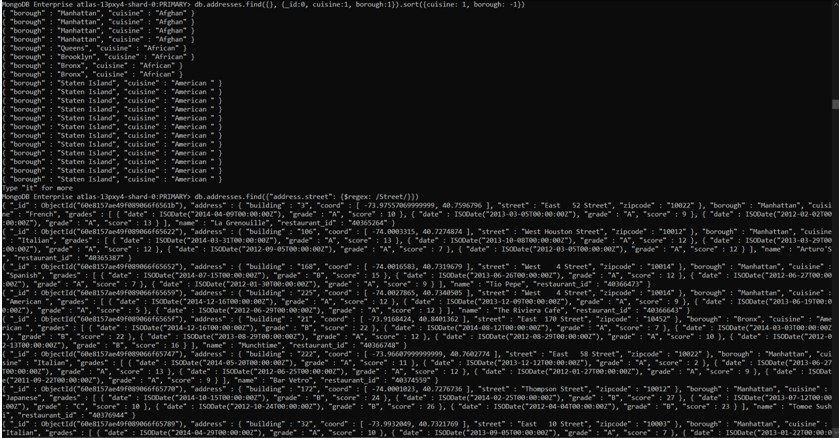 MongoDB Enterprise atlas-13pxy4-shard-0:PRIMARY> db.addresses.find({}, {_id:0, cuisine:1, borough:1}).sort({cuisine: 1, borough: -1})
{ "borough" : "Manhattan", "cuisine" : "Afghan" }
{ "borough" : "Manhattan", "cuisine" : "Afghan" }
{ "borough" : "Manhattan", "cuisine" : "Afghan" }
{ "borough" : "Manhattan", "cuisine" : "Afghan" }
{ "borough" : "Queens", "cuisine" : "African" }
{ "borough" : "Brooklyn", "cuisine" : "African" }
{ "borough" : "Bronx", "cuisine" : "African" }
{ "borough" : "Bronx", "cuisine" : "African" }
{ "borough" : "Staten Island", "cuisine" : "American " }
{ "borough" : "Staten Island", "cuisine" : "American " }
{ "borough" : "Staten Island", "cuisine" : "American " }
{ "borough" : "Staten Island", "cuisine" : "American " }
{ "borough" : "Staten Island", "cuisine" : "American " }
{ "borough" : "Staten Island", "cuisine" : "American " }
{ "borough" : "Staten Island", "cuisine" : "American " }
{ "borough" : "Staten Island", "cuisine" : "American " }
{ "borough" : "Staten Island", "cuisine" : "American " }
{ "borough" : "Staten Island", "cuisine" : "American " }
{ "borough" : "Staten Island", "cuisine" : "American " }
{ "borough" : "Staten Island", "cuisine" : "American " }
Type "it" for more
MongoDB Enterprise atlas-13pxy4-shard-0:PRIMARY> db.addresses.find({"address.street": {$regex: /Street/}})
{ "_id" : ObjectId("60e8157ae49f089066f6561b"), "address" : { "building" : "3", "coord" : [ -73.97557069999999, 40.7596796 ], "street" : "East   52 Street", "zipcode" : "10022" }, "borough" : "Manhattan", "cuisi
ne" : "French", "grades" : [ { "date" : ISODate("2014-04-09T00:00:00Z"), "grade" : "A", "score" : 10 }, { "date" : ISODate("2013-03-05T00:00:00Z"), "grade" : "A", "score" : 9 }, { "date" : ISODate("2012-02-02T00
:00:00Z"), "grade" : "A", "score" : 13 } ], "name" : "La Grenouille", "restaurant_id" : "40365264" }
{ "_id" : ObjectId("60e8157ae49f089066f65622"), "address" : { "building" : "106", "coord" : [ -74.0003315, 40.7274874 ], "street" : "West Houston Street", "zipcode" : "10012" }, "borough" : "Manhattan", "cuisine
" : "Italian", "grades" : [ { "date" : ISODate("2014-03-31T00:00:00Z"), "grade" : "A", "score" : 13 }, { "date" : ISODate("2013-10-08T00:00:00Z"), "grade" : "A", "score" : 12 }, { "date" : ISODate("2013-03-29
T00:00:00Z"), "grade" : "A", "score" : 12 }, { "date" : ISODate("2012-09-05T00:00:00Z"), "grade" : "A", "score" : 7 }, { "date" : ISODate("2012-03-05T00:00:00Z"), "grade" : "A", "score" : 12 } ], "name" : "Arturo'S
", "restaurant_id" : "40365387" }
{ "_id" : ObjectId("60e8157ae49f089066f65652"), "address" : { "building" : "168", "coord" : [ -74.0016583, 40.7319679 ], "street" : "West    4 Street", "zipcode" : "10014" }, "borough" : "Manhattan", "cuisine" :
"Spanish", "grades" : [ { "date" : ISODate("2014-07-15T00:00:00Z"), "grade" : "B", "score" : 15 }, { "date" : ISODate("2013-06-26T00:00:00Z"), "grade" : "A", "score" : 12 }, { "date" : ISODate("2012-06-27
T00:00:00Z"), "grade" : "A", "score" : 7 }, { "date" : ISODate("2012-01-30T00:00:00Z"), "grade" : "A", "score" : 9 } ], "name" : "Tio Pepe", "restaurant_id" : "40366473" }
{ "_id" : ObjectId("60e8157ae49f089066f65659"), "address" : { "building" : "225", "coord" : [ -74.0027865, 40.7340505 ], "street" : "West    4 Street", "zipcode" : "10014" }, "borough" : "Manhattan", "cuisine" :
"American ", "grades" : [ { "date" : ISODate("2014-12-16T00:00:00Z"), "grade" : "A", "score" : 12 }, { "date" : ISODate("2013-12-09T00:00:00Z"), "grade" : "A", "score" : 9 }, { "date" : ISODate("2013-06-19T00
:00:00Z"), "grade" : "A", "score" : 5 }, { "date" : ISODate("2012-06-29T00:00:00Z"), "grade" : "A", "score" : 12 } ], "name" : "The Riviera Cafe", "restaurant_id" : "40366643" }
{ "_id" : ObjectId("60e8157ae49f089066f6565f"), "address" : { "building" : "21", "coord" : [ -73.9168424, 40.8401362 ], "street" : "East  170 Street", "zipcode" : "10452" }, "borough" : "Bronx", "cuisine" : "Ame
rican ", "grades" : [ { "date" : ISODate("2014-12-16T00:00:00Z"), "grade" : "B", "score" : 22 }, { "date" : ISODate("2014-08-12T00:00:00Z"), "grade" : "A", "score" : 7 }, { "date" : ISODate("2014-03-03T00:00:00
Z"), "grade" : "B", "score" : 22 }, { "date" : ISODate("2013-08-29T00:00:00Z"), "grade" : "A", "score" : 12 }, { "date" : ISODate("2012-08-29T00:00:00Z"), "grade" : "A", "score" : 10 }, { "date" : ISODate("2012-0
2-13T00:00:00Z"), "grade" : "B", "score" : 16 } ], "name" : "Munchtime", "restaurant_id" : "40366748" }
{ "_id" : ObjectId("60e8157ae49f089066f65747"), "address" : { "building" : "222", "coord" : [ -73.96607999999999, 40.7602774 ], "street" : "East   58 Street", "zipcode" : "10022" }, "borough" : "Manhattan", "cui
sine" : "Italian", "grades" : [ { "date" : ISODate("2014-05-20T00:00:00Z"), "grade" : "A", "score" : 11 }, { "date" : ISODate("2013-12-12T00:00:00Z"), "grade" : "A", "score" : 2 }, { "date" : ISODate("2013-06-27
T00:00:00Z"), "grade" : "A", "score" : 13 }, { "date" : ISODate("2012-06-25T00:00:00Z"), "grade" : "A", "score" : 12 }, { "date" : ISODate("2012-01-27T00:00:00Z"), "grade" : "A", "score" : 9 }, { "date" : ISODat
e("2011-09-22T00:00:00Z"), "grade" : "A", "score" : 9 } ], "name" : "Bar Vetro", "restaurant_id" : "40374559" }
{ "_id" : ObjectId("60e8157ae49f089066f65770"), "address" : { "building" : "172", "coord" : [ -74.0001023, 40.7276736 ], "street" : "Thompson Street", "zipcode" : "10012" }, "borough" : "Manhattan", "cuisine" :
"Japanese", "grades" : [ { "date" : ISODate("2014-10-15T00:00:00Z"), "grade" : "B", "score" : 24 }, { "date" : ISODate("2014-02-25T00:00:00Z"), "grade" : "B", "score" : 27 }, { "date" : ISODate("2013-07-12T00:0
0:00Z"), "grade" : "C", "score" : 10 }, { "date" : ISODate("2012-10-24T00:00:00Z"), "grade" : "B", "score" : 26 }, { "date" : ISODate("2012-04-04T00:00:00Z"), "grade" : "B", "score" : 23 } ], "name" : "Tomoe Sush
i", "restaurant_id" : "40376944" }
{ "_id" : ObjectId("60e8157ae49f089066f65789"), "address" : { "building" : "32", "coord" : [ -73.9932049, 40.7321769 ], "street" : "East   10 Street", "zipcode" : "10003" }, "borough" : "Manhattan", "cuisine" :
"Italian", "grades" : [ { "date" : ISODate("2014-04-29T00:00:00Z"), "grade" : "A", "score" : 10 }, { "date" : ISODate("2013-09-05T00:00:00Z"), "grade" : "A", "score" : 7 }, { "date" : ISODate("2012-11-01T00:00